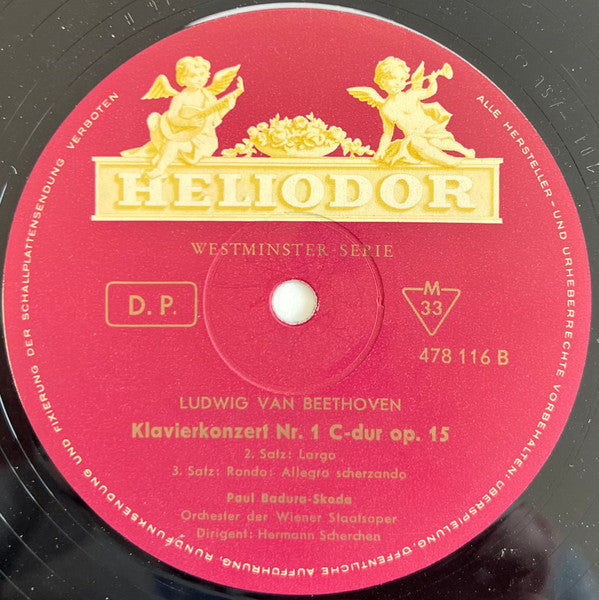 HELIODOR
WESTMINSTER-SERIE
D. P.
M
33
478 116 B
LUDWIG VAN BEETHOVEN
Klavierkonzert Nr. 1 C-dur op. 15
2. Satz: Largo
3. Satz: Rondo: Allegro scherzando
Paul Badura-Skoda
Orchester der Wiener Staatsoper
Dirigent: Hermann Scherchen
ALLE HERSTELLER- UND URHEBERRECHTE VORBEHALTEN: ÜBERSPIELUNG, ÖFFENTLICHE AUFFÜHRUNG, RUNDFUNKSENDUNG UND FIXIERUNG DER SCHALLPLATTENSENDUNG VERBOTEN